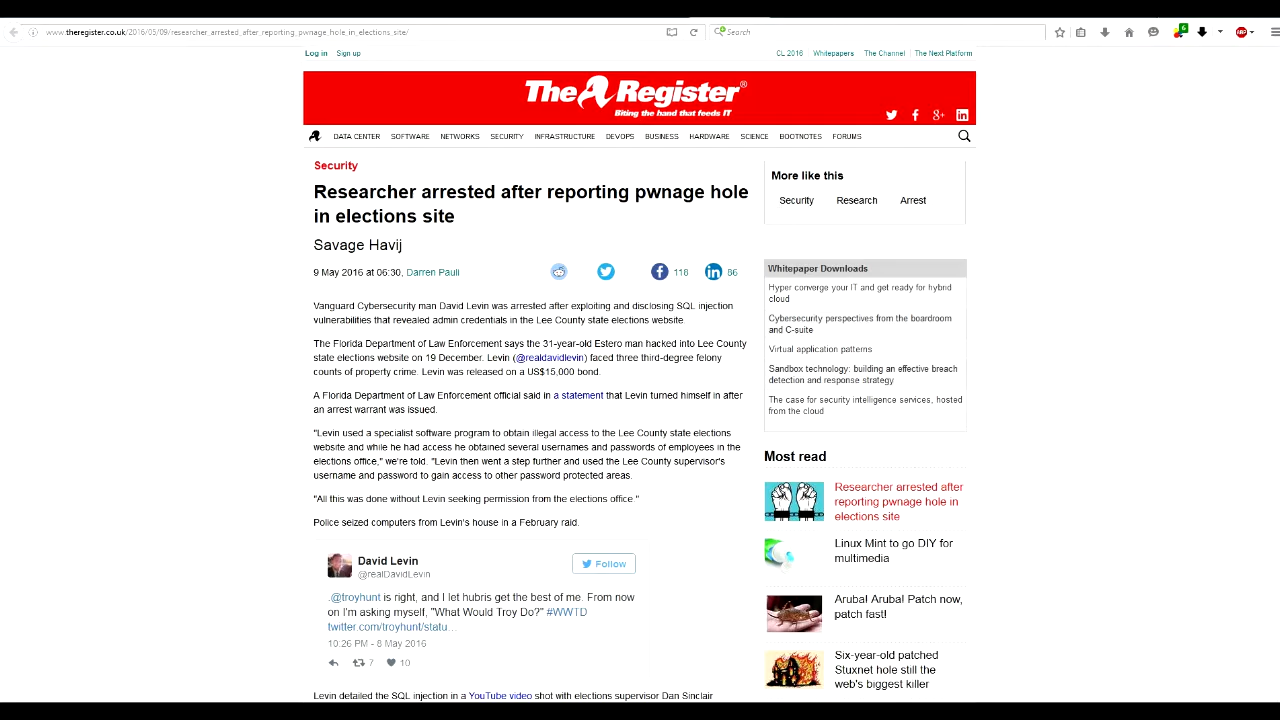 www.theregister.co.uk/2016/05/09/researcher_arrested_after_reporting_pwnage_hole_in_elections_site/
Search
6
ABP
Log in Sign up
CL 2016 Whitepapers The Channel The Next Platform
The Register®
Biting the hand that feeds IT
DATA CENTER SOFTWARE NETWORKS SECURITY INFRASTRUCTURE DEVOPS BUSINESS HARDWARE SCIENCE BOOTNOTES FORUMS
Security
Researcher arrested after reporting pwnage hole
in elections site
Savage Havij
9 May 2016 at 06:30, Darren Pauli
118
86
Vanguard Cybersecurity man David Levin was arrested after exploiting and disclosing SQL injection
vulnerabilities that revealed admin credentials in the Lee County state elections website.
The Florida Department of Law Enforcement says the 31-year-old Estero man hacked into Lee County
state elections website on 19 December. Levin (@realdavidlevin) faced three third-degree felony
counts of property crime. Levin was released on a US$15,000 bond.
A Florida Department of Law Enforcement official said in a statement that Levin turned himself in after
an arrest warrant was issued.
"Levin used a specialist software program to obtain illegal access to the Lee County state elections
website and while he had access he obtained several usernames and passwords of employees in the
elections office," we're told. "Levin then went a step further and used the Lee County supervisor's
username and password to gain access to other password protected areas.
"All this was done without Levin seeking permission from the elections office."
Police seized computers from Levin's house in a February raid.
David Levin
@realDavidLevin
Follow
.@troyhunt is right, and I let hubris get the best of me. From now
on I'm asking myself, "What Would Troy Do?" #WWTD
twitter.com/troyhunt/statu…
10:26 PM - 8 May 2016
7 10
Levin detailed the SQL injection in a YouTube video shot with elections supervisor Dan Sinclair
More like this
Security Research Arrest
Whitepaper Downloads
Hyper converge your IT and get ready for hybrid
cloud
Cybersecurity perspectives from the boardroom
and C-suite
Virtual application patterns
Sandbox technology: building an effective breach
detection and response strategy
The case for security intelligence services, hosted
from the cloud
Most read
Researcher arrested after
reporting pwnage hole in
elections site
Linux Mint to go DIY for
multimedia
Aruba! Aruba! Patch now,
patch fast!
Six-year-old patched
Stuxnet hole still the
web's biggest killer